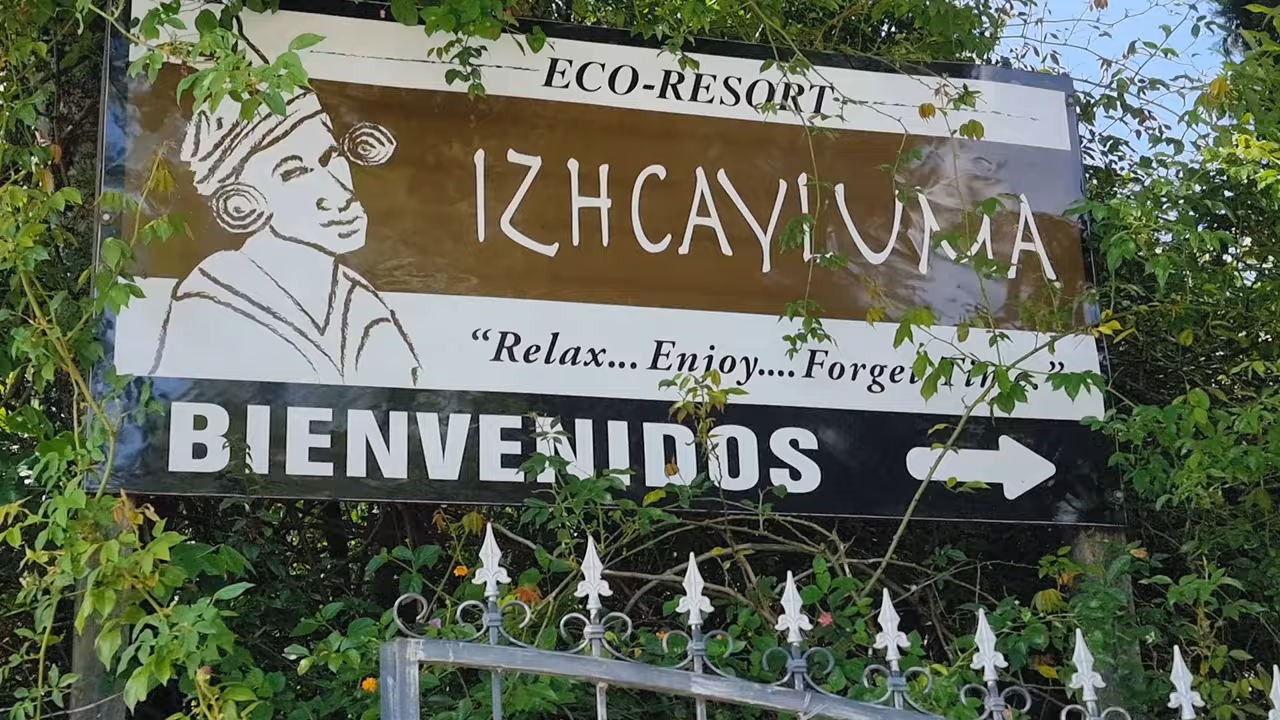 ECO-RESORT
IZHCAYLUMA
“Relax... Enjoy.... Forget Time”
BIENVENIDOS